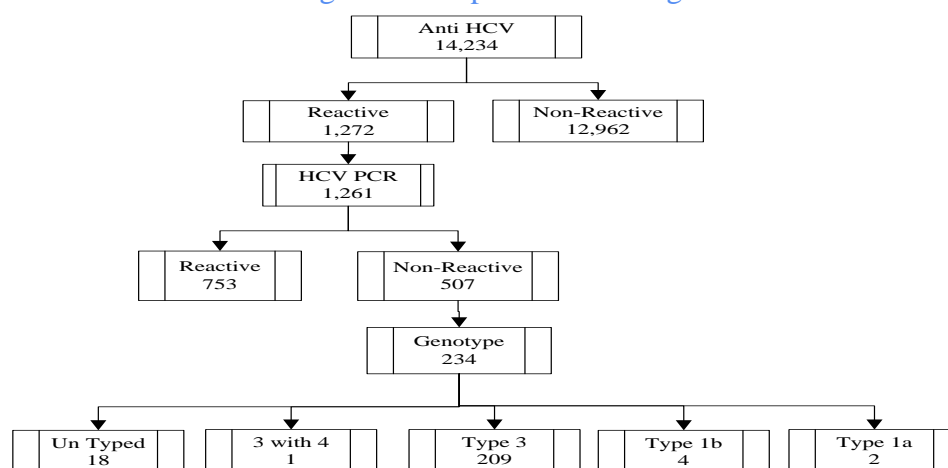 Anti HCV
14,234
Reactive
1,272
Non-Reactive
12,962
HCV PCR
1,261
Reactive
753
Non-Reactive
507
Genotype
234
Un Typed
18
3 with 4
1
Type 3
209
Type 1b
4
Type 1a
2